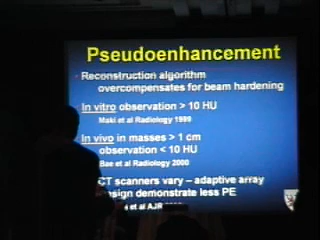 Pseudoenhancement
Reconstruction algorithm
overcompensates for beam hardening
In vitro observation > 10 HU
Maki et al Radiology 1999
In vivo in masses > 1 cm
observation < 10 HU
Bae et al Radiology 2000
CT scanners vary – adaptive array
design demonstrate less PE
et al AJR